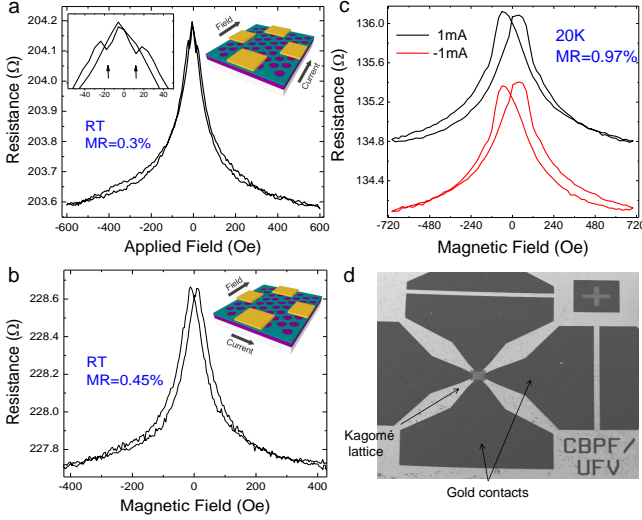 a
204.2
204.1
204.0
203.9
203.8
203.7
203.6
Resistance (Ω)
-40 -20 0 20 40
Field
Current
RT
MR=0.3%
-600 -400 -200 0 200 400 600
Applied Field (Oe)
b
228.6
228.4
228.2
228.0
227.8
Resistance (Ω)
Field
Current
RT
MR=0.45%
-400 -200 0 200 400
Magnetic Field (Oe)
c
136.0
135.2
134.8
134.4
Resistance (Ω)
1mA
-1mA
20K
MR=0.97%
-720 -480 -240 0 240 480 720
Magnetic Field (Oe)
d
Kagomé
lattice
Gold contacts
CBPF/
UFV